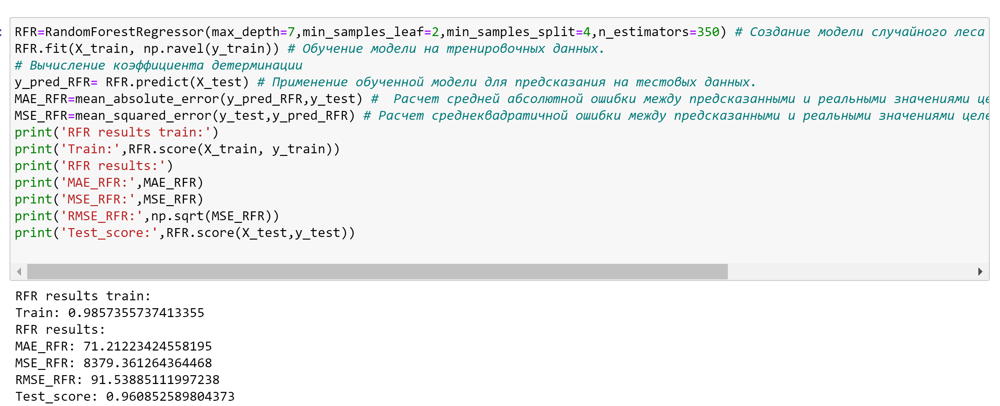 :
RFR=RandomForestRegressor(max_depth=7,min_samples_leaf=2,min_samples_split=4,n_estimators=350) # Создание модели случайного леса
RFR.fit(X_train, np.ravel(y_train)) # Обучение модели на тренировочных данных.
# Вычисление коэффициента детерминации
y_pred_RFR= RFR.predict(X_test) # Применение обученной модели для предсказания на тестовых данных.
MAE_RFR=mean_absolute_error(y_pred_RFR,y_test) #  Расчет средней абсолютной ошибки между предсказанными и реальными значениями це
MSE_RFR=mean_squared_error(y_test,y_pred_RFR) # Расчет среднеквадратичной ошибки между предсказанными и реальными значениями целе
print('RFR results train:')
print('Train:',RFR.score(X_train, y_train))
print('RFR results:')
print('MAE_RFR:',MAE_RFR)
print('MSE_RFR:',MSE_RFR)
print('RMSE_RFR:',np.sqrt(MSE_RFR))
print('Test_score:',RFR.score(X_test,y_test))
RFR results train:
Train: 0.9857355737413355
RFR results:
MAE_RFR: 71.21223424558195
MSE_RFR: 8379.361264364468
RMSE_RFR: 91.53885111997238
Test_score: 0.960852589804373